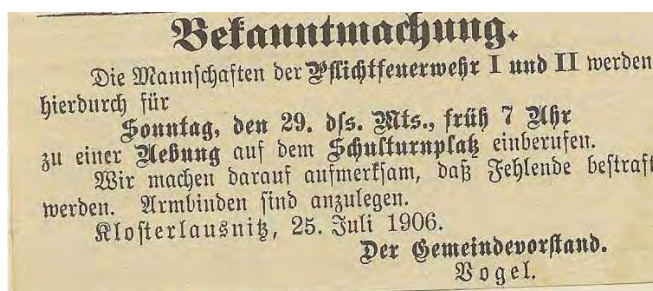 Bekanntmachung.
Die Mannschaften der Pflichtfeuerwehr I und II werden
hierdurch für
Sonntag, den 29. dſs. Mts., früh 7 Uhr
zu einer Uebung auf dem Schulturnplatz einberufen.
Wir machen darauf aufmerkſam, daß Fehlende beſtraft
werden. Armbinden ſind anzulegen.
Kloſterlausnitz, 25. Juli 1906.
Der Gemeindevorſtand.
Vogel.